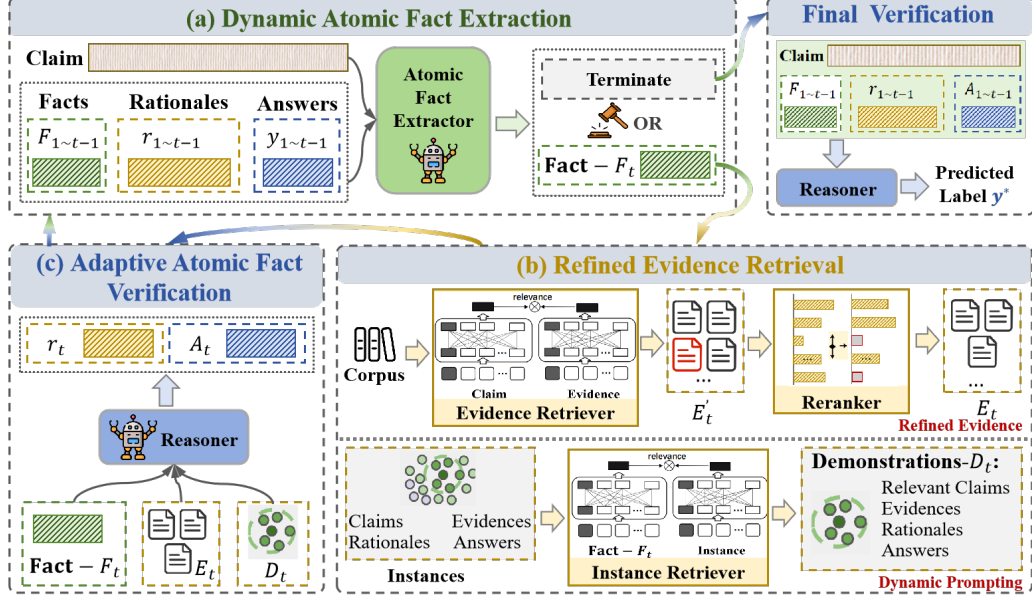 (a) Dynamic Atomic Fact Extraction
Claim
Facts
Rationales
Answers
F₁~t−1
r₁~t−1
y₁~t−1
Atomic
Fact
Extractor
Terminate
OR
Fact − Fₜ
Final Verification
Claim
F₁~t−1
r₁~t−1
A₁~t−1
Reasoner
Predicted
Label y*
(c) Adaptive Atomic Fact
Verification
rₜ
Aₜ
Reasoner
Fact − Fₜ
Eₜ
Dₜ
(b) Refined Evidence Retrieval
Corpus
relevance
...
...
Claim
Evidence
Evidence Retriever
...
E′ₜ
...
Reranker
...
Eₜ
Refined Evidence
Claims
Rationales
Evidences
Answers
Instances
relevance
...
...
Fact − Fₜ
Instance
Instance Retriever
Demonstrations-Dₜ:
Relevant Claims
Evidences
Rationales
Answers
Dynamic Prompting